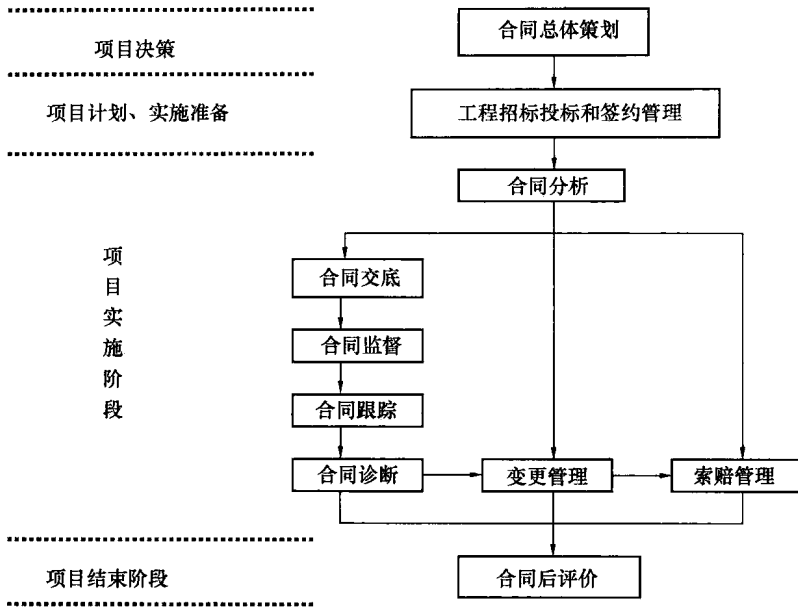 项目决策
合同总体策划
项目计划、实施准备
工程招标投标和签约管理
合同分析
项目实施阶段
合同交底
合同监督
合同跟踪
合同诊断
变更管理
索赔管理
项目结束阶段
合同后评价